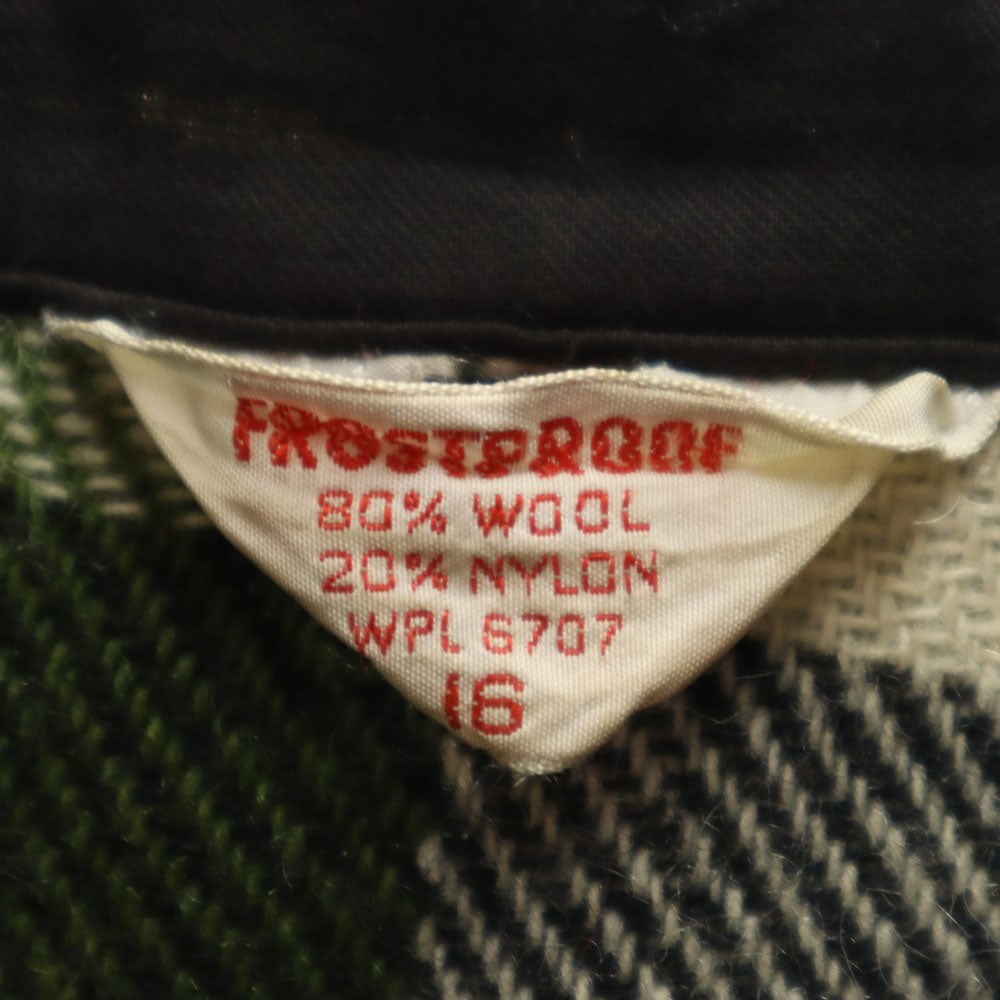 FROSTPROOF
80% WOOL
20% NYLON
WPL 6707
16